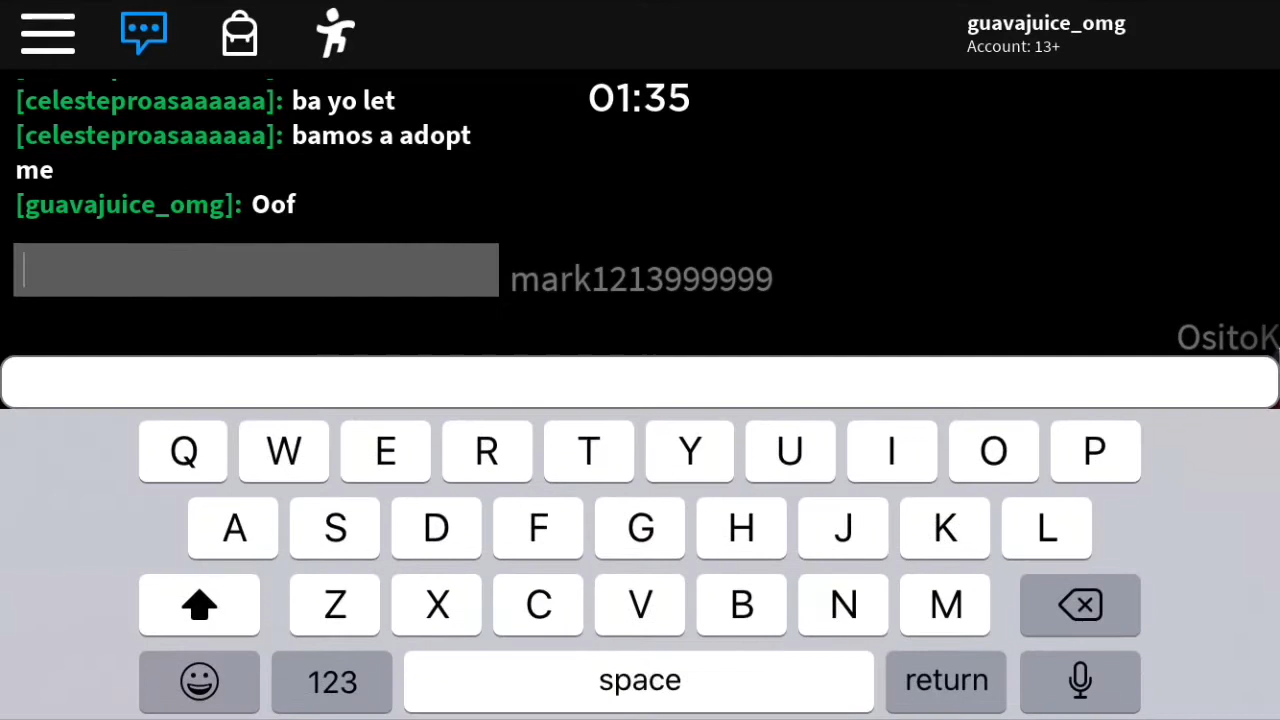 guavajuice_omg
Account: 13+
[celesteproasaaaaaa]: ba yo let
01:35
[celesteproasaaaaaa]: bamos a adopt
me
[guavajuice_omg]: Oof
mark1213999999
OsitoK
Q W E R T Y U I O P
A S D F G H J K L
Z X C V B N M
123 space return